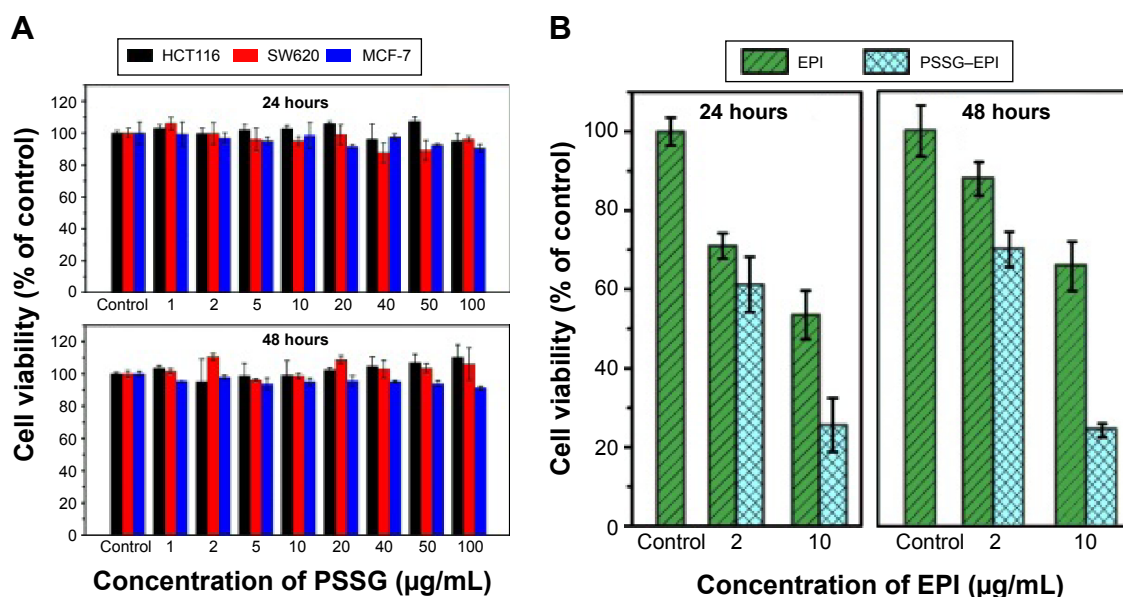 A
HCT116 SW620 MCF-7
24 hours
120
100
80
60
40
20
0
Control 1 2 5 10 20 40 50 100
48 hours
120
100
80
60
40
20
0
Control 1 2 5 10 20 40 50 100
Cell viability (% of control)
Concentration of PSSG (µg/mL)
B
EPI PSSG–EPI
24 hours 48 hours
100
80
60
40
20
0
Control 2 10 Control 2 10
Cell viability (% of control)
Concentration of EPI (µg/mL)